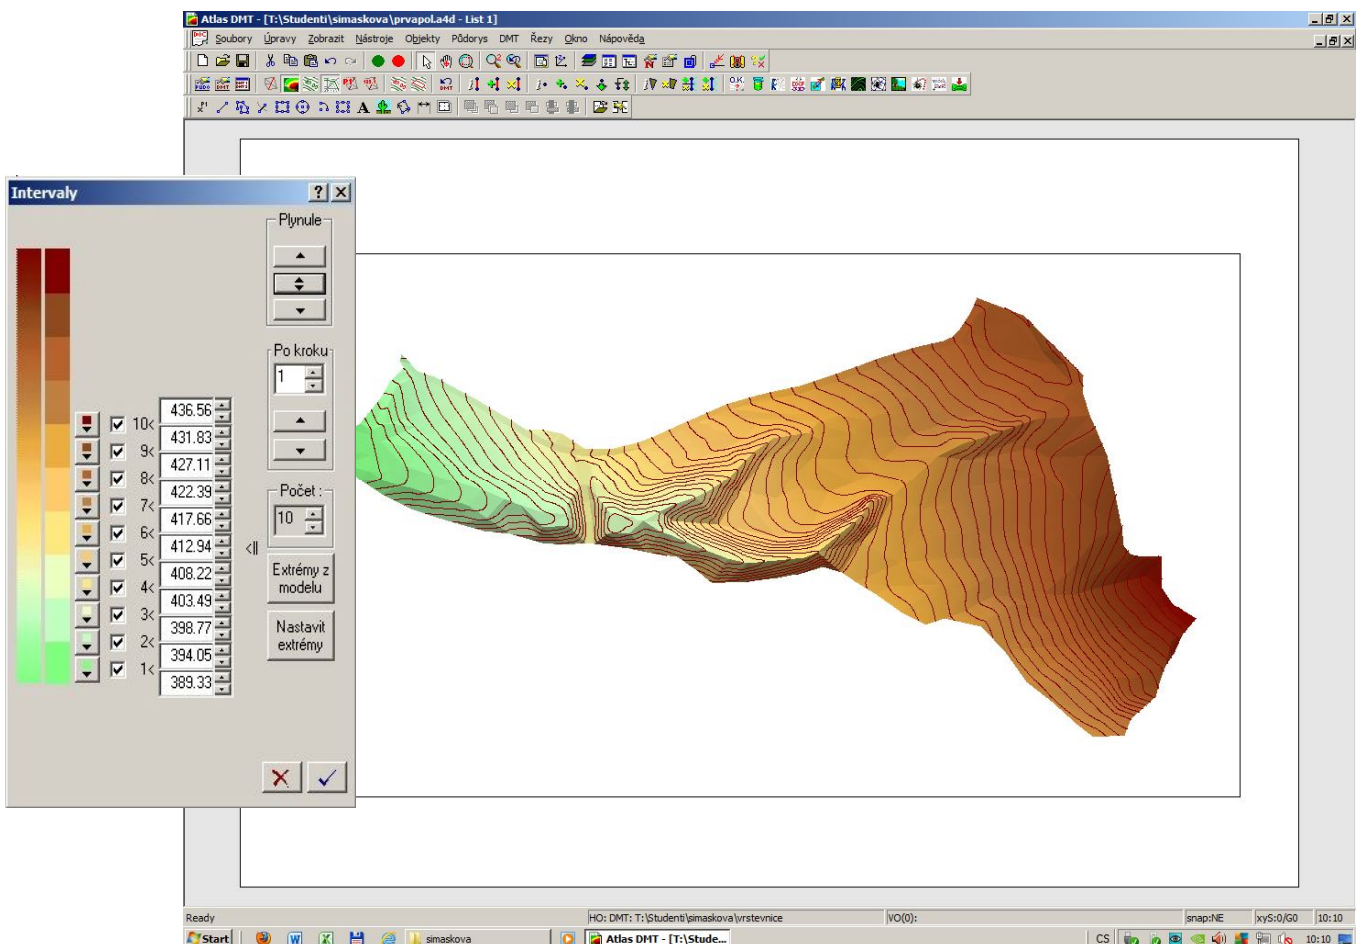 Atlas DMT - [T:\Studenti\simaskova\prvapol.a4d - List 1]
Soubory Úpravy Zobrazit Nástroje Objekty Půdorys DMT Řezy Okno Nápověda
Intervaly
Plynule
Po kroku
1
436.56
10<
431.83
9<
427.11
8<
422.39
7<
417.66
6<
412.94
5<
408.22
4<
403.49
3<
398.77
2<
394.05
1<
389.33
<||
Počet :
10
Extrémy z
modelu
Nastavit
extrémy
Ready HO: DMT: T:\Studenti\simaskova\vrstevnice VO(0): snap:NE xyS:0/G0 10:10
Start simaskova Atlas DMT - [T:\Stude... CS 10:10